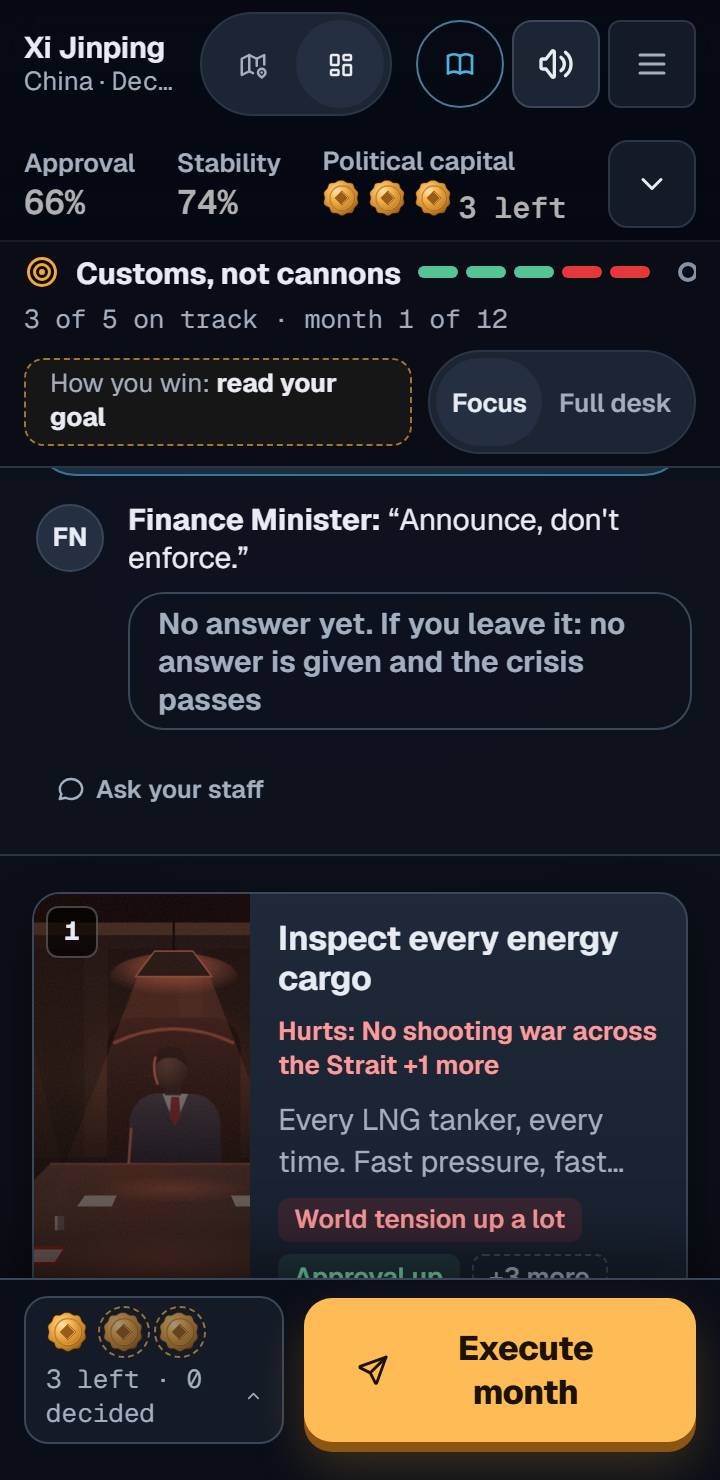 Xi Jinping
China · Dec…
Approval
66%
Stability
74%
Political capital
3 left
Customs, not cannons
3 of 5 on track · month 1 of 12
How you win: read your
goal
Focus
Full desk
FN
Finance Minister: “Announce, don't
enforce.”
No answer yet. If you leave it: no
answer is given and the crisis
passes
Ask your staff
1
Inspect every energy
cargo
Hurts: No shooting war across
the Strait +1 more
Every LNG tanker, every
time. Fast pressure, fast…
World tension up a lot
Approval up
+3 more
3 left · 0
decided
Execute
month